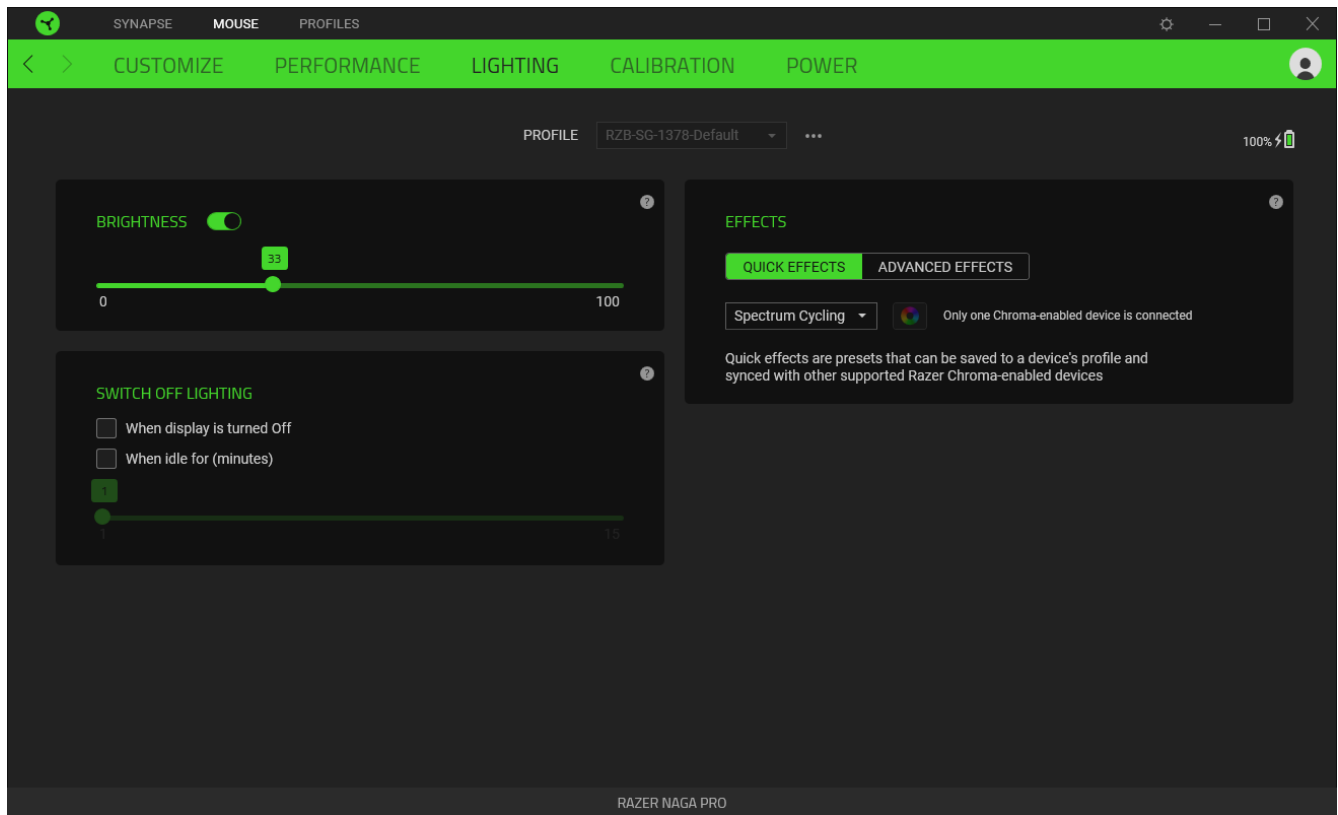 SYNAPSE MOUSE PROFILES
CUSTOMIZE PERFORMANCE LIGHTING CALIBRATION POWER
PROFILE RZB-SG-1378-Default
100%
BRIGHTNESS
33
0 100
SWITCH OFF LIGHTING
When display is turned Off
When idle for (minutes)
1
1 15
EFFECTS
QUICK EFFECTS ADVANCED EFFECTS
Spectrum Cycling Only one Chroma-enabled device is connected
Quick effects are presets that can be saved to a device's profile and
synced with other supported Razer Chroma-enabled devices
RAZER NAGA PRO